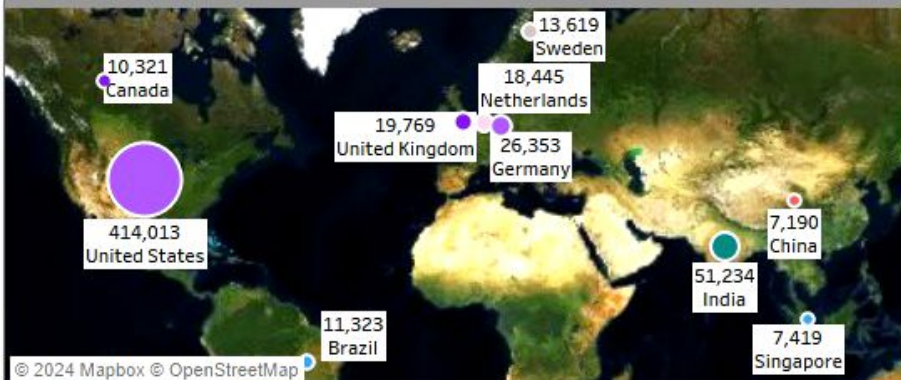 13,619
Sweden
10,321
Canada
18,445
Netherlands
19,769
United Kingdom
26,353
Germany
414,013
United States
7,190
China
51,234
India
11,323
Brazil
7,419
Singapore
© 2024 Mapbox © OpenStreetMap